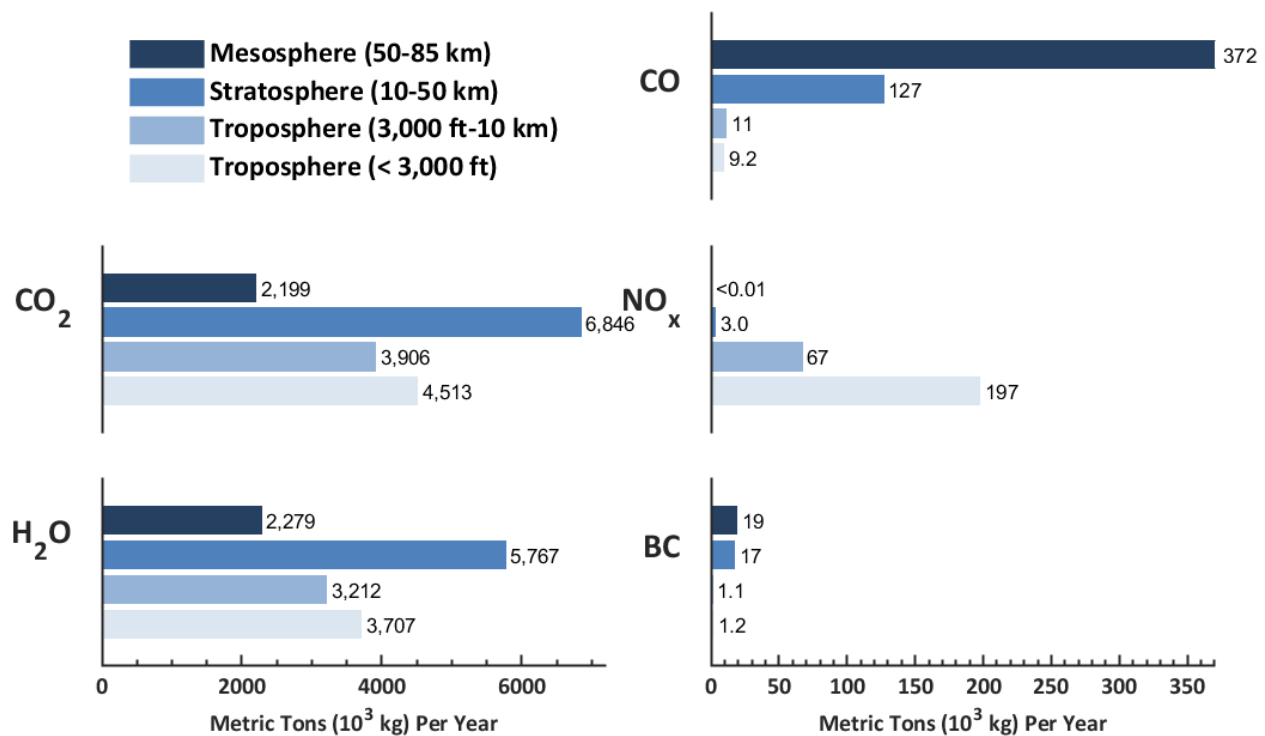 Mesosphere (50-85 km)
Stratosphere (10-50 km)
Troposphere (3,000 ft-10 km)
Troposphere (< 3,000 ft)
CO
372
127
11
9.2
CO2
2,199
6,846
3,906
4,513
NOx
<0.01
3.0
67
197
H2O
2,279
5,767
3,212
3,707
0 2000 4000 6000
Metric Tons (10³ kg) Per Year
BC
19
17
1.1
1.2
0 50 100 150 200 250 300 350
Metric Tons (10³ kg) Per Year